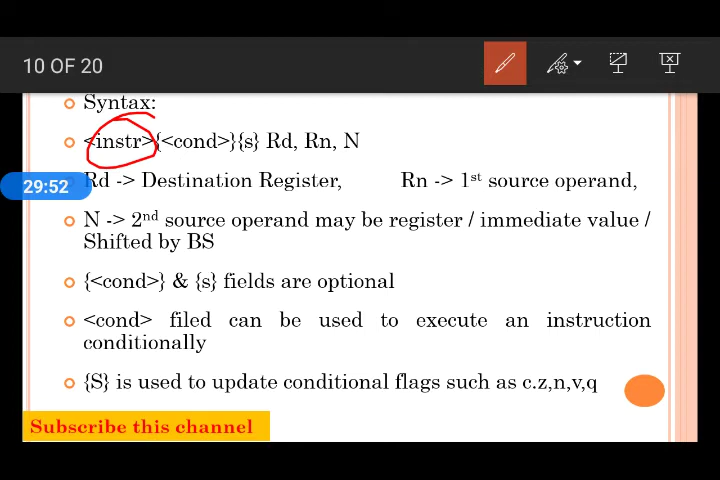 10 OF 20
Syntax:
<instr>{<cond>}{s} Rd, Rn, N
29:52
Rd -> Destination Register, Rn -> 1st source operand,
N -> 2nd source operand may be register / immediate value /
Shifted by BS
{<cond>} & {s} fields are optional
<cond> filed can be used to execute an instruction
conditionally
{S} is used to update conditional flags such as c.z,n,v,q
Subscribe this channel